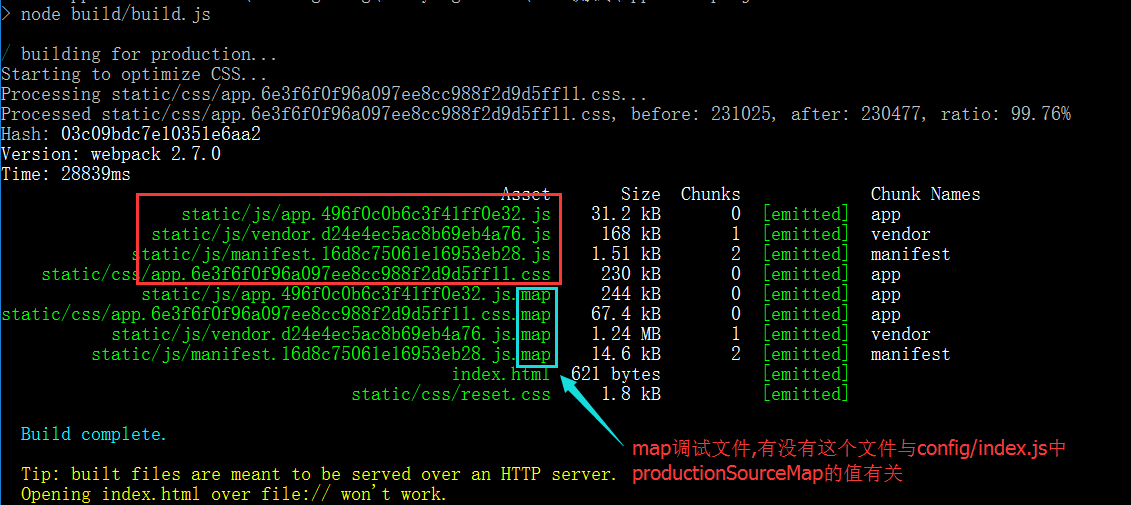 > node build/build.js
/ building for production...
Starting to optimize CSS...
Processing static/css/app.6e3f6f0f96a097ee8cc988f2d9d5ff11.css...
Processed static/css/app.6e3f6f0f96a097ee8cc988f2d9d5ff11.css, before: 231025, after: 230477, ratio: 99.76%
Hash: 03c09bdc7e10351e6aa2
Version: webpack 2.7.0
Time: 28839ms
Asset Size Chunks Chunk Names
static/js/app.496f0c0b6c3f41ff0e32.js 31.2 kB 0 [emitted] app
static/js/vendor.d24e4ec5ac8b69eb4a76.js 168 kB 1 [emitted] vendor
static/js/manifest.16d8c75061e16953eb28.js 1.51 kB 2 [emitted] manifest
static/css/app.6e3f6f0f96a097ee8cc988f2d9d5ff11.css 230 kB 0 [emitted] app
static/js/app.496f0c0b6c3f41ff0e32.js.map 244 kB 0 [emitted] app
static/css/app.6e3f6f0f96a097ee8cc988f2d9d5ff11.css.map 67.4 kB 0 [emitted] app
static/js/vendor.d24e4ec5ac8b69eb4a76.js.map 1.24 MB 1 [emitted] vendor
static/js/manifest.16d8c75061e16953eb28.js.map 14.6 kB 2 [emitted] manifest
index.html 621 bytes [emitted]
static/css/reset.css 1.8 kB [emitted]
Build complete.
map调试文件,有没有这个文件与config/index.js中
productionSourceMap的值有关
Tip: built files are meant to be served over an HTTP server.
Opening index.html over file:// won't work.